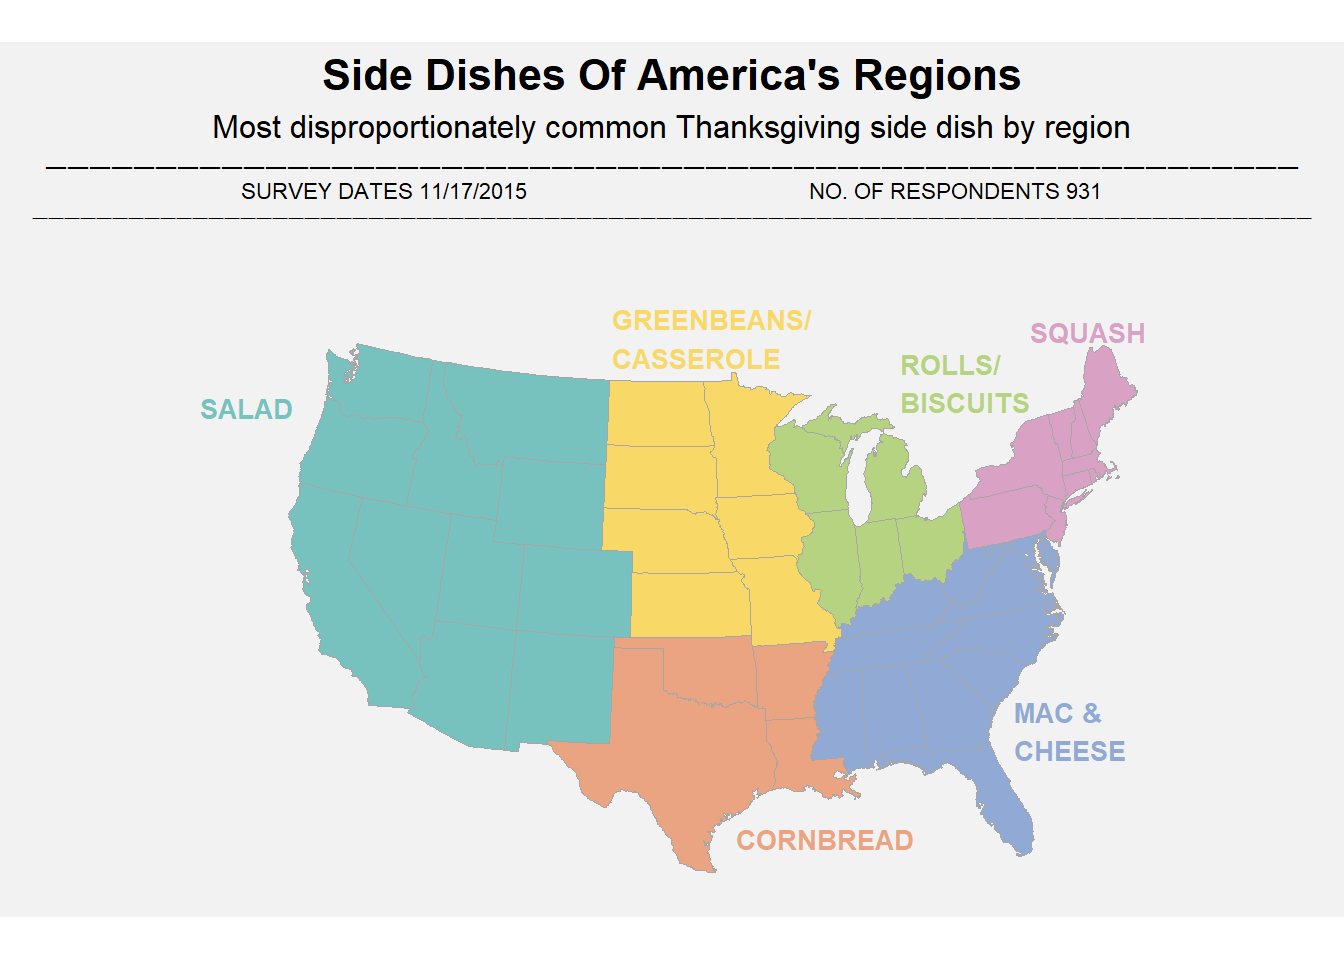 Side Dishes Of America's Regions
Most disproportionately common Thanksgiving side dish by region
SURVEY DATES 11/17/2015 NO. OF RESPONDENTS 931
GREENBEANS/
CASSEROLE
SQUASH
ROLLS/
BISCUITS
SALAD
MAC &
CHEESE
CORNBREAD